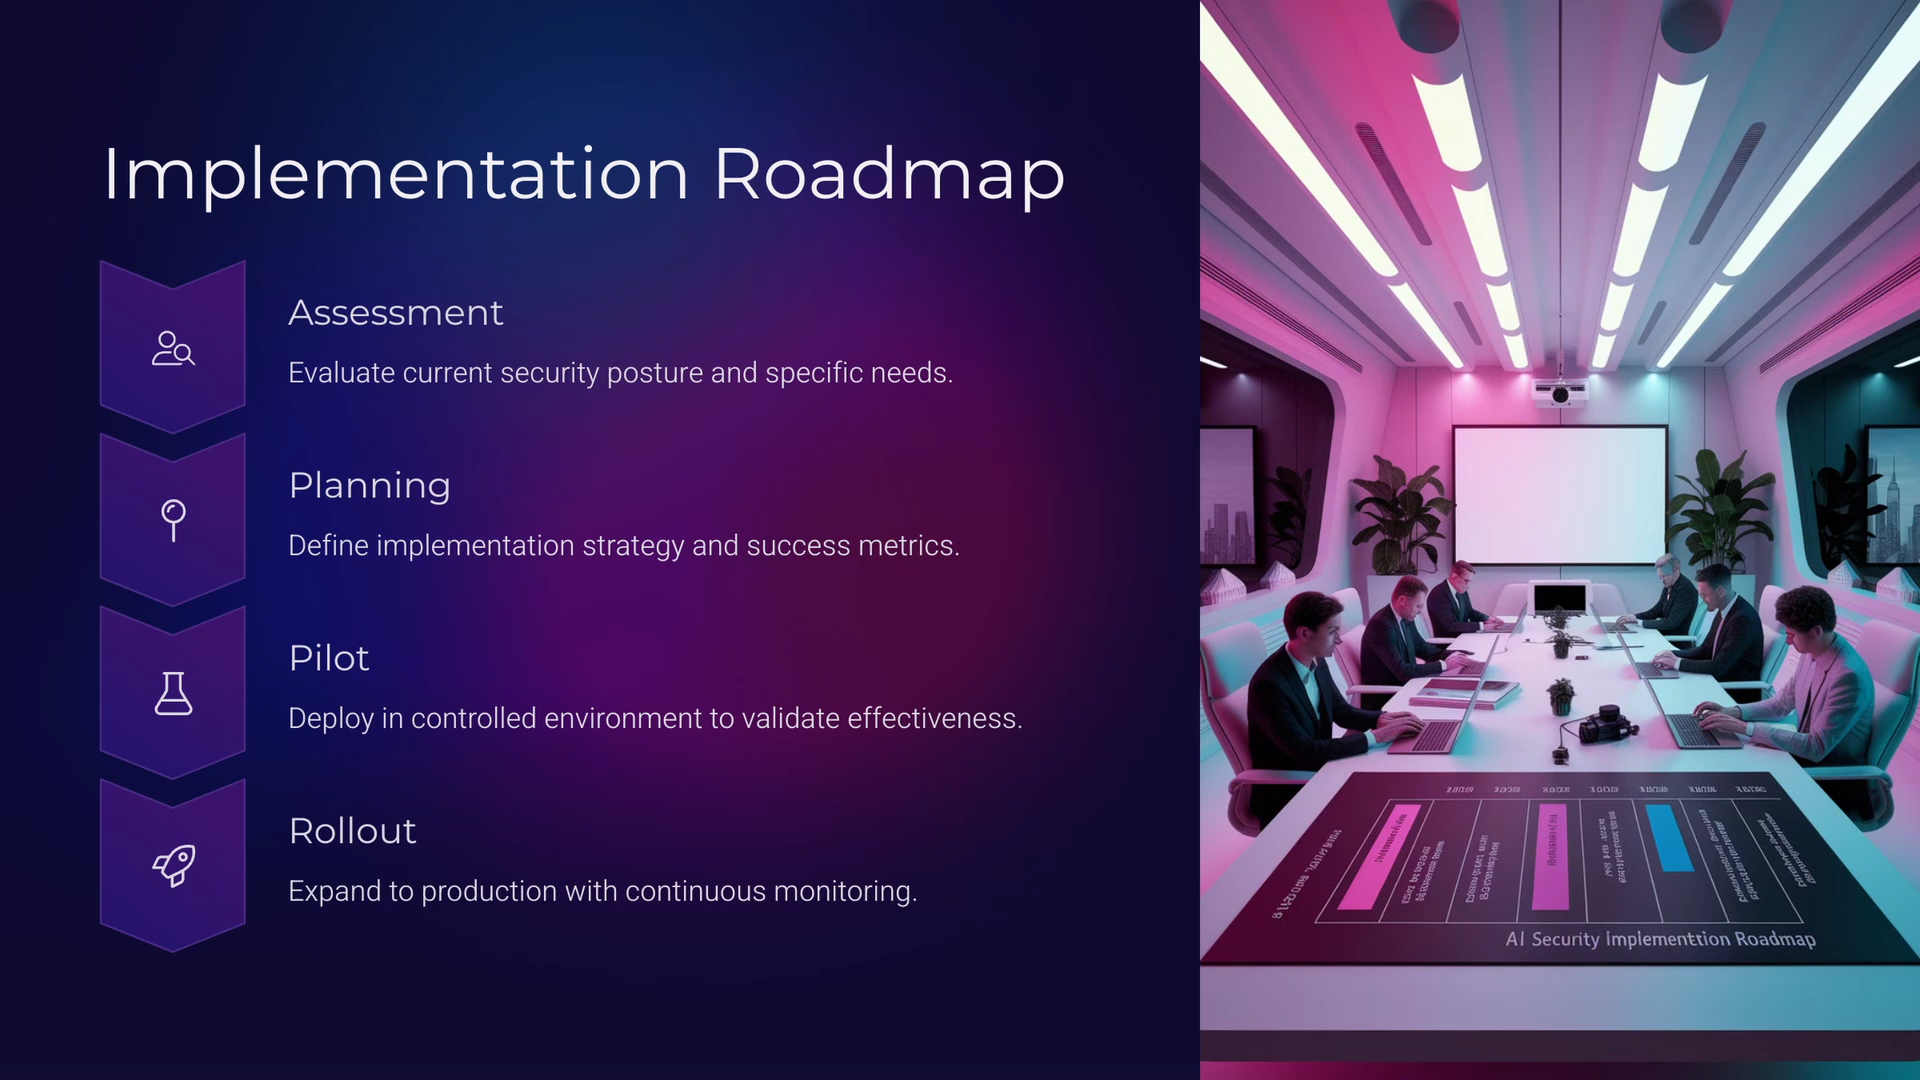 Implementation Roadmap
Assessment
Evaluate current security posture and specific needs.
Planning
Define implementation strategy and success metrics.
Pilot
Deploy in controlled environment to validate effectiveness.
Rollout
Expand to production with continuous monitoring.
AI Security Implementtion Roadmap